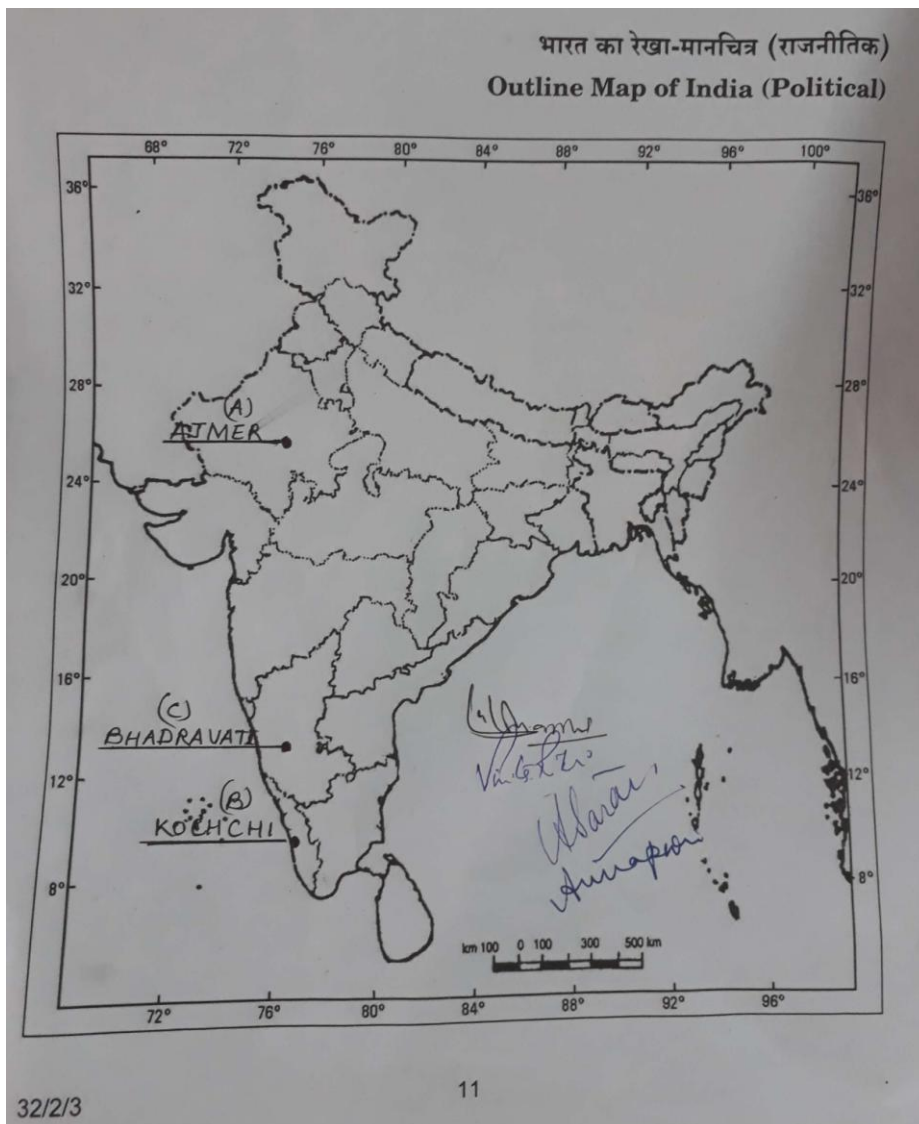 भारत का रेखा-मानचित्र (राजनीतिक)
Outline Map of India (Political)
68° 72° 76° 80° 84° 88° 92° 96° 100°
36° 36°
32° 32°
28° 28°
(A)
AJMER
24° 24°
20° 20°
16° 16°
(C)
BHADRAVATI
12° 12°
(B)
KOCHCHI
8° 8°
km 100 0 100 300 500 km
72° 76° 80° 84° 88° 92° 96°
11
32/2/3